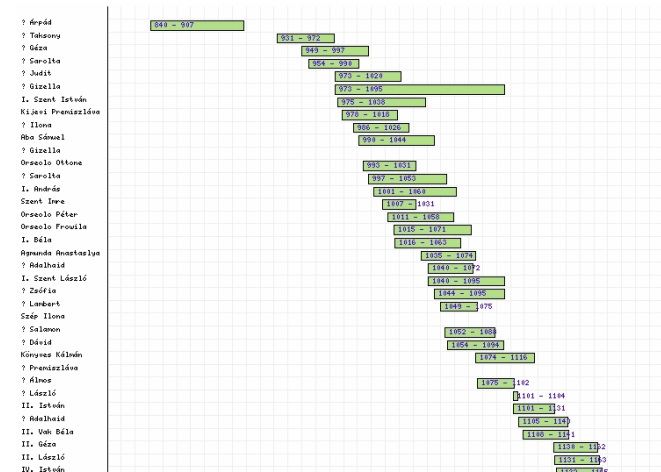 ? Árpád 840 - 907
? Taksony 931 - 972
? Géza 949 - 997
? Sarolta 954 - 990
? Judit 973 - 1020
? Gizella 973 - 1095
I. Szent István 975 - 1038
Kijevi Premiszláva 978 - 1018
? Ilona 986 - 1026
Aba Sámuel 990 - 1044
? Gizella
Orseolo Ottone 993 - 1031
? Sarolta 997 - 1053
I. András 1001 - 1060
Szent Imre 1007 - 1031
Orseolo Péter 1011 - 1058
Orseolo Frowila 1015 - 1071
I. Béla 1016 - 1063
Agmunda Anastaslya 1035 - 1074
? Adalhaid 1040 - 1072
I. Szent László 1040 - 1095
? Zsófia 1044 - 1095
? Lambert 1049 - 1075
Szép Ilona
? Salamon 1052 - 1088
? Dávid 1054 - 1094
Könyves Kálmán 1074 - 1116
? Premiszláva
? Álmos 1075 - 1102
? László 1101 - 1104
II. István 1101 - 1131
? Adalhaid 1105 - 1140
II. Vak Béla 1108 - 1141
II. Géza 1130 - 1162
II. László 1131 - 1163
IV. István